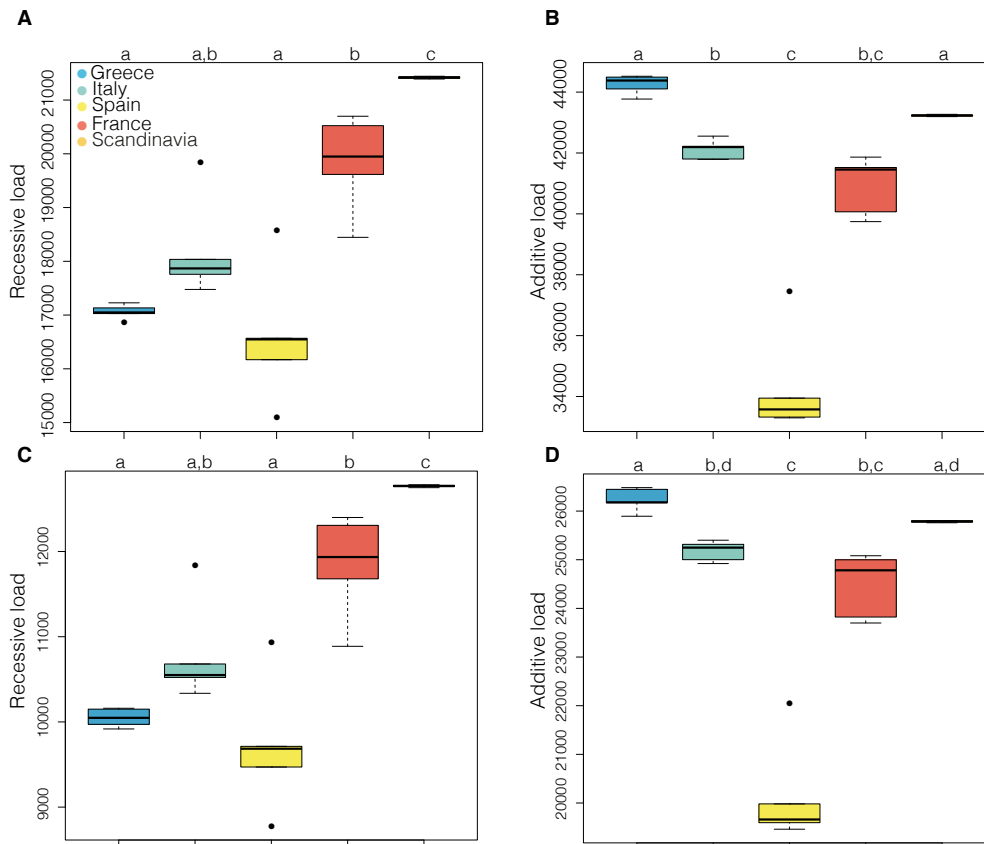 A
a a,b a b c
Greece
Italy
Spain
France
Scandinavia
Recessive load
21000
20000
19000
18000
17000
16000
15000
B
a b c b,c a
Additive load
44000
42000
40000
38000
36000
34000
C
a a,b a b c
Recessive load
12000
11000
10000
9000
D
a b,d c b,c a,d
Additive load
26000
25000
24000
23000
22000
21000
20000